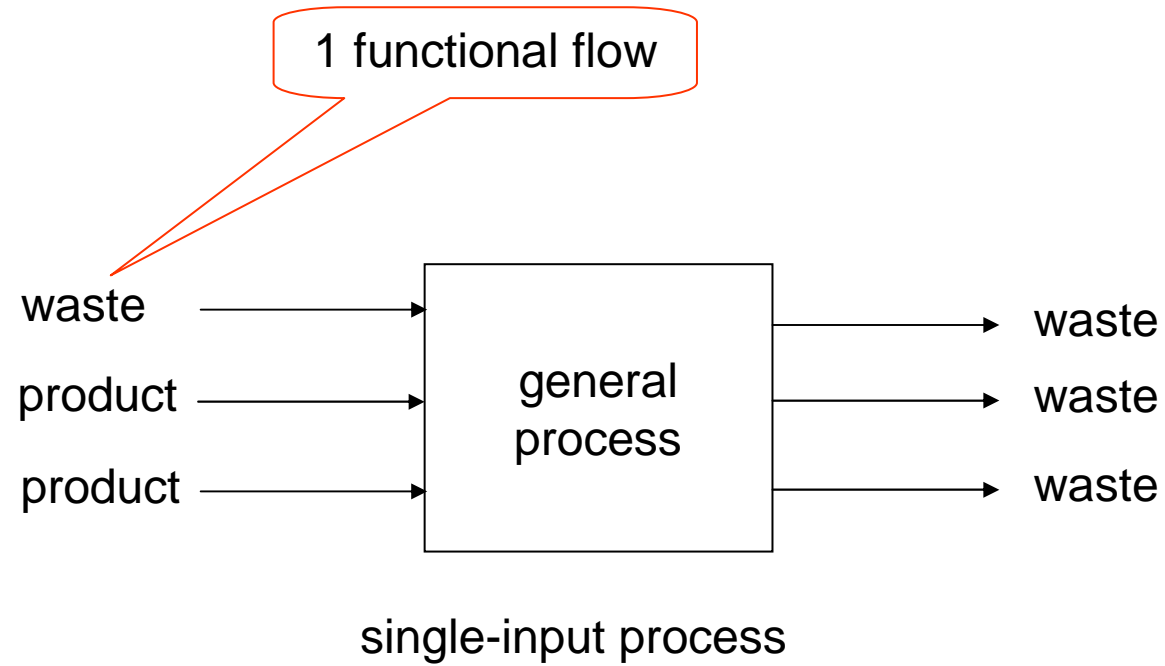 1 functional flow
waste
product
product
general
process
waste
waste
waste
single-input process